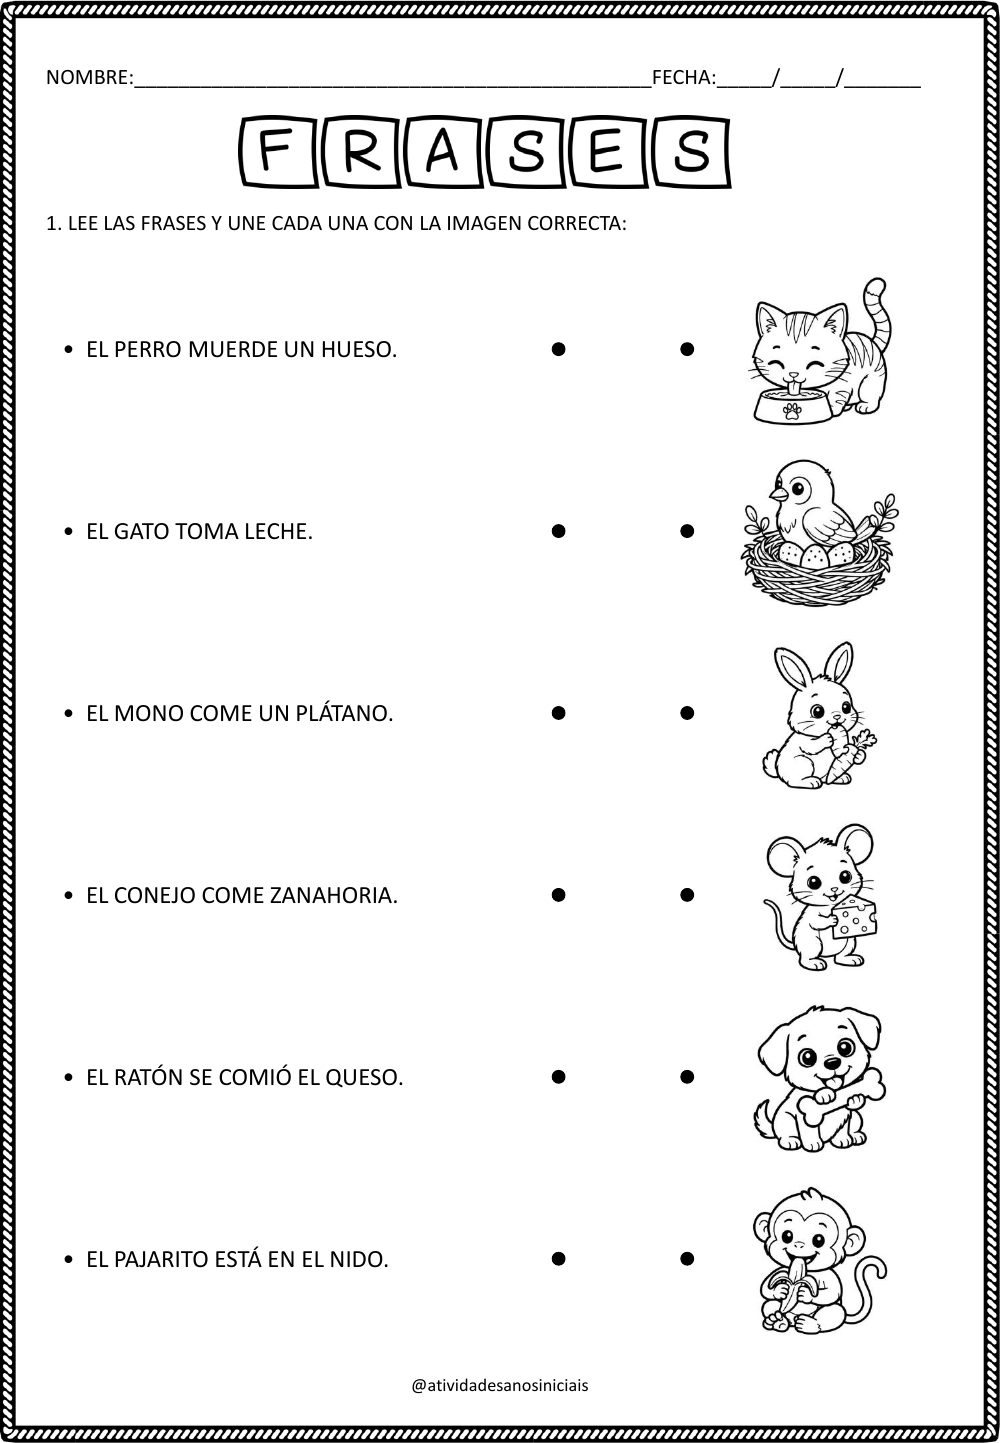 NOMBRE:_______________________________________________FECHA:_____/_____/_______
FRASES
1. LEE LAS FRASES Y UNE CADA UNA CON LA IMAGEN CORRECTA:
• EL PERRO MUERDE UN HUESO.
• EL GATO TOMA LECHE.
• EL MONO COME UN PLÁTANO.
• EL CONEJO COME ZANAHORIA.
• EL RATÓN SE COMIÓ EL QUESO.
• EL PAJARITO ESTÁ EN EL NIDO.
@atividadesanosiniciais